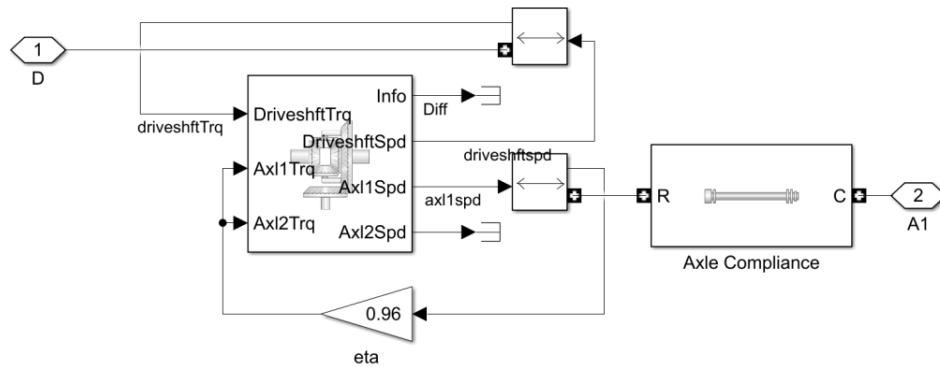 1
D
Info
Diff
driveshftTrq
DriveshftTrq
DriveshftSpd
driveshftspd
Axl1Trq
Axl1Spd
axl1spd
Axl2Trq
Axl2Spd
R
C
2
A1
Axle Compliance
0.96
eta